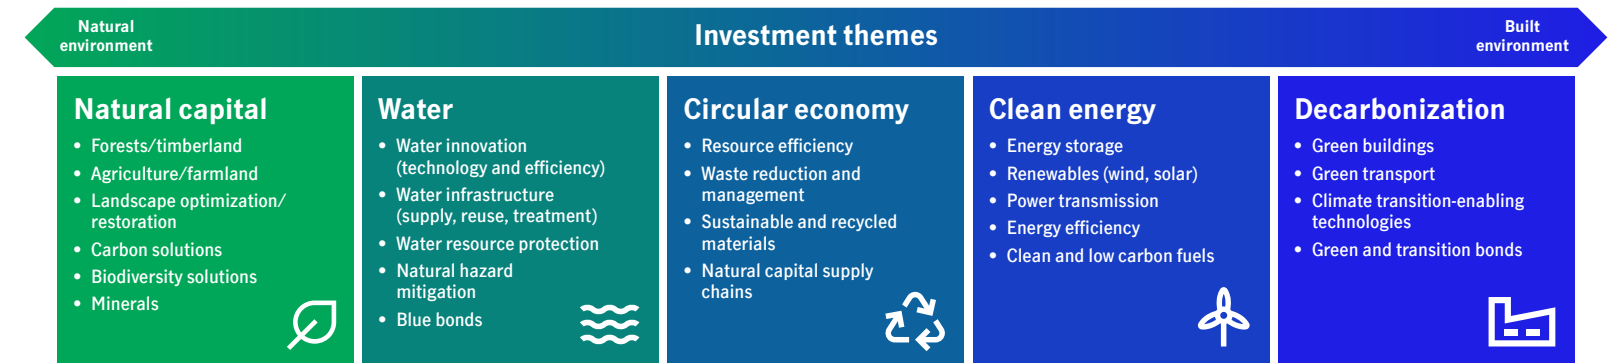 Natural
environment
Investment themes
Built
environment
Natural capital
• Forests/timberland
• Agriculture/farmland
• Landscape optimization/
restoration
• Carbon solutions
• Biodiversity solutions
• Minerals
Water
• Water innovation
(technology and efficiency)
• Water infrastructure
(supply, reuse, treatment)
• Water resource protection
• Natural hazard
mitigation
• Blue bonds
Circular economy
• Resource efficiency
• Waste reduction and
management
• Sustainable and recycled
materials
• Natural capital supply
chains
Clean energy
• Energy storage
• Renewables (wind, solar)
• Power transmission
• Energy efficiency
• Clean and low carbon fuels
Decarbonization
• Green buildings
• Green transport
• Climate transition-enabling
technologies
• Green and transition bonds